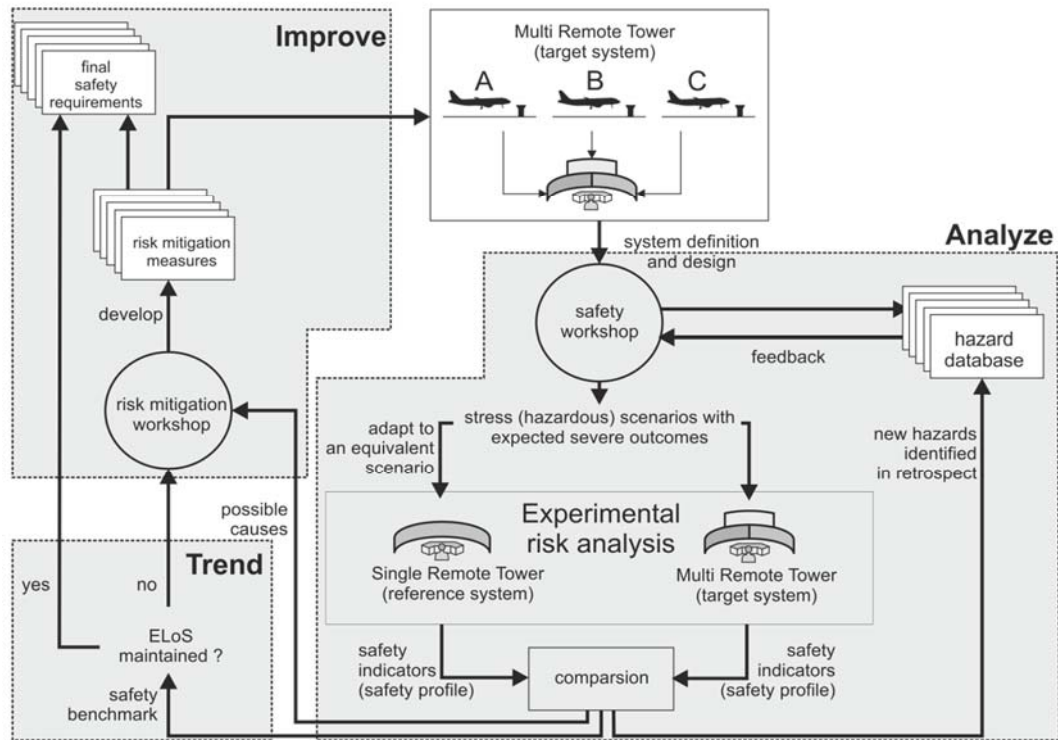 Improve
final
safety
requirements
risk mitigation
measures
develop
risk mitigation
workshop
possible
causes
Trend
yes
no
ELoS
maintained ?
safety
benchmark
Multi Remote Tower
(target system)
A
B
C
system definition
and design
Analyze
safety
workshop
feedback
hazard
database
stress (hazardous) scenarios with
expected severe outcomes
adapt to
an equivalent
scenario
new hazards
identified
in retrospect
Experimental
risk analysis
Single Remote Tower
(reference system)
Multi Remote Tower
(target system)
safety
indicators
(safety profile)
comparsion
safety
indicators
(safety profile)